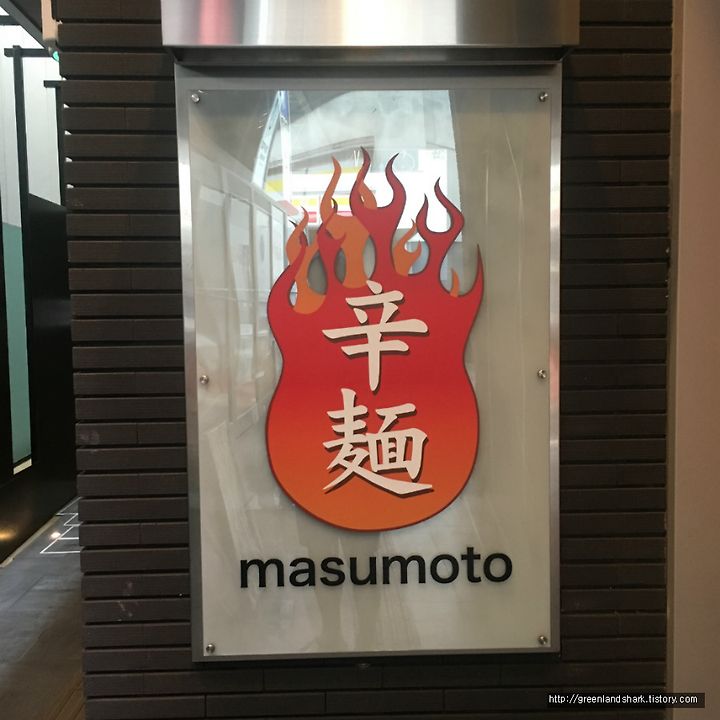 辛
麺
masumoto
http://greenlandshark.tistory.com